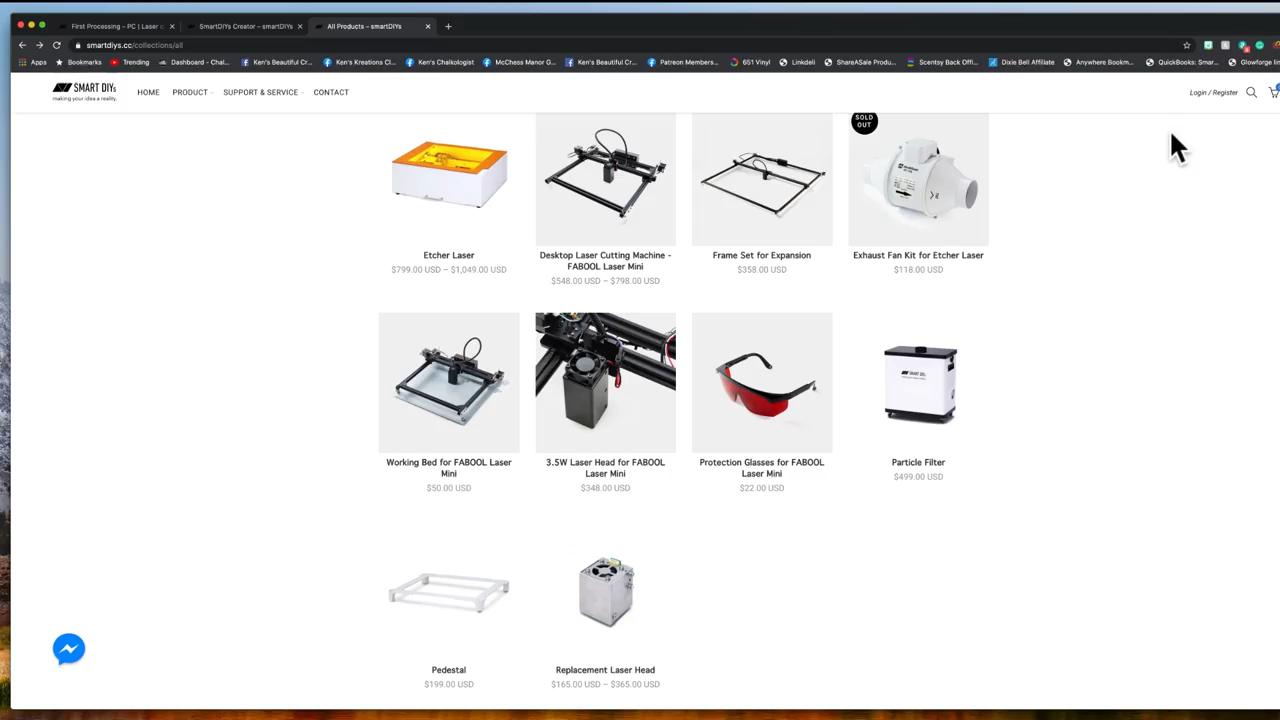 First Processing – PC | Laser c
SmartDIYs Creator – smartDIYs
All Products – smartDIYs
smartdiys.cc/collections/all
Apps
Bookmarks
Trending
Dashboard - Chal...
Ken's Beautiful Cr...
Ken's Kreations Cl...
Ken's Chalkologist
McChess Manor G...
Ken's Beautiful Cr...
Patreon Members...
651 Vinyl
Linkdeli
ShareASale Produ...
Scentsy Back Offi...
Dixie Bell Affiliate
Anywhere Bookm...
QuickBooks: Smar...
Glowforge
SMART DIYs
making your idea a reality.
HOME
PRODUCT
SUPPORT & SERVICE
CONTACT
Login / Register
SOLD
OUT
Etcher Laser
$799.00 USD – $1,049.00 USD
Desktop Laser Cutting Machine -
FABOOL Laser Mini
$548.00 USD – $798.00 USD
Frame Set for Expansion
$358.00 USD
Exhaust Fan Kit for Etcher Laser
$118.00 USD
SMART DIYs
Working Bed for FABOOL Laser
Mini
$50.00 USD
3.5W Laser Head for FABOOL
Laser Mini
$348.00 USD
Protection Glasses for FABOOL
Laser Mini
$22.00 USD
Particle Filter
$499.00 USD
Pedestal
$199.00 USD
Replacement Laser Head
$165.00 USD – $365.00 USD